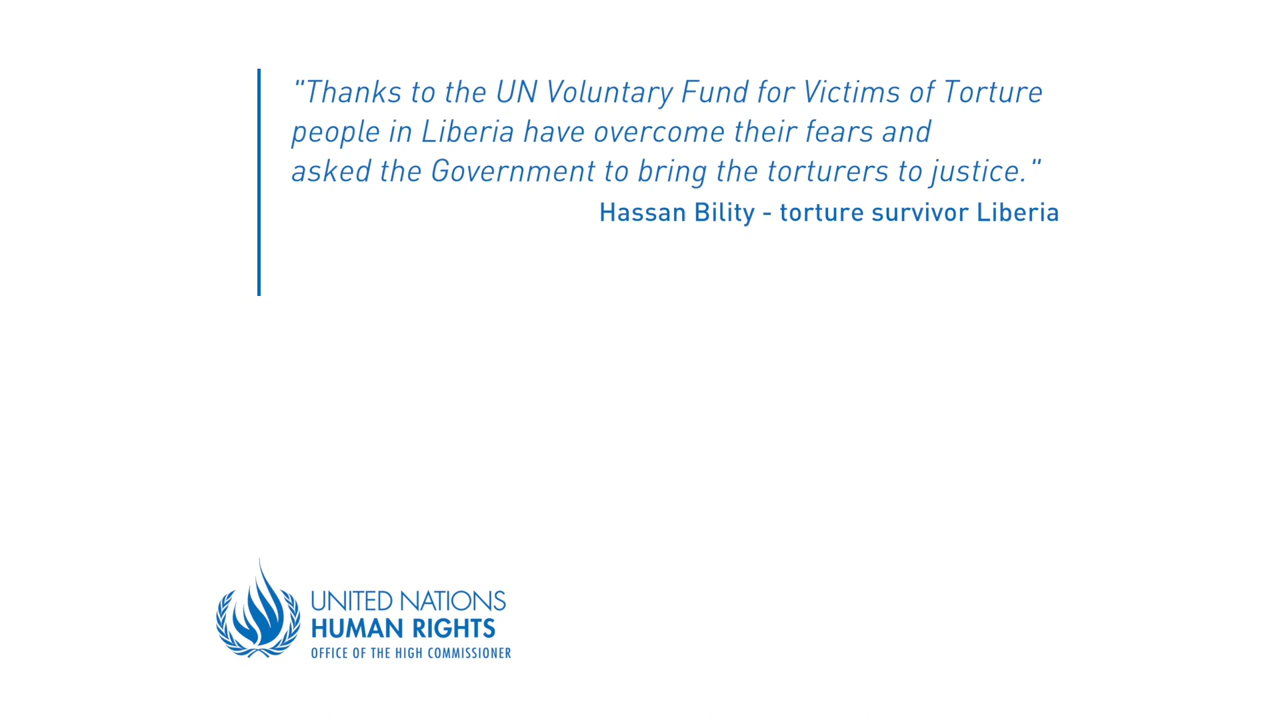 "Thanks to the UN Voluntary Fund for Victims of Torture
people in Liberia have overcome their fears and
asked the Government to bring the torturers to justice."
Hassan Bility - torture survivor Liberia
UNITED NATIONS
HUMAN RIGHTS
OFFICE OF THE HIGH COMMISSIONER